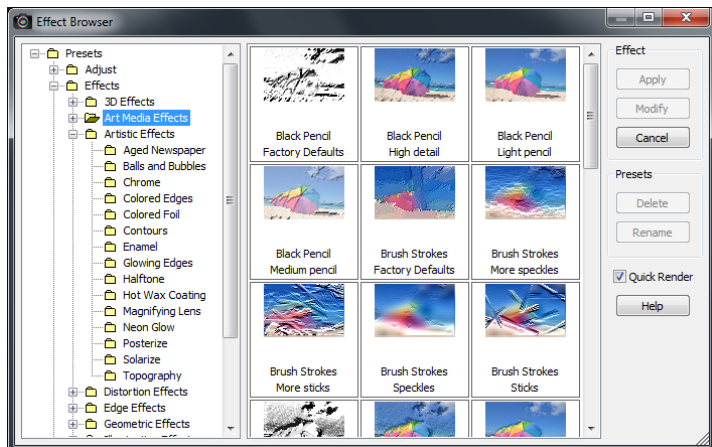 Effect Browser
Presets
Adjust
Effects
3D Effects
Art Media Effects
Artistic Effects
Aged Newspaper
Balls and Bubbles
Chrome
Colored Edges
Colored Foil
Contours
Enamel
Glowing Edges
Halftone
Hot Wax Coating
Magnifying Lens
Neon Glow
Posterize
Solarize
Topography
Distortion Effects
Edge Effects
Geometric Effects
Black Pencil
Factory Defaults
Black Pencil
High detail
Black Pencil
Light pencil
Black Pencil
Medium pencil
Brush Strokes
Factory Defaults
Brush Strokes
More speckles
Brush Strokes
More sticks
Brush Strokes
Speckles
Brush Strokes
Sticks
Effect
Apply
Modify
Cancel
Presets
Delete
Rename
Quick Render
Help